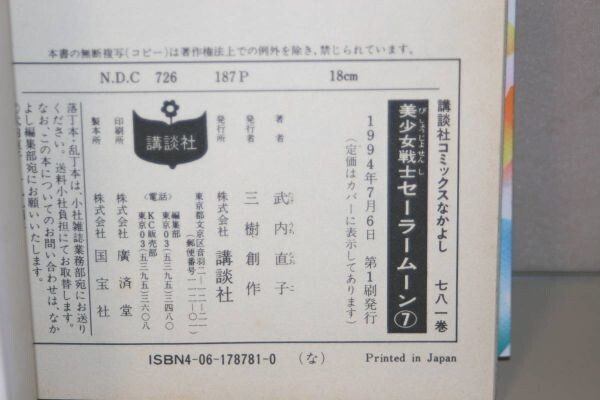 本書の無断複写(コピー)は著作権法上での例外を除き,禁じられています。
N.D.C 726 187P 18cm
講談社コミックスなかよし 七八一巻
びしょうじょせんし
美少女戦士セーラームーン⑦
1994年7月6日 第1刷発行
(定価はカバーに表示してあります)
著者 武内直子
発行者 三樹創作
発行所 株式会社 講談社
東京都文京区音羽二-一二-二一
(郵便番号一一二-〇一)
〈電話〉 編集部 東京03(五三九五)三四八〇
KC販売部 東京03(五三九五)三六〇八
講談社
印刷所 株式会社 廣済堂
製本所 株式会社 国宝社
落丁本・乱丁本は、小社雑誌業務部宛にお送り
ください。送料小社負担にてお取替えします。
なお、この本についてのお問い合わせは、なか
よし編集部宛にお願いいたします。
ISBN4-06-178781-0 (な) Printed in Japan